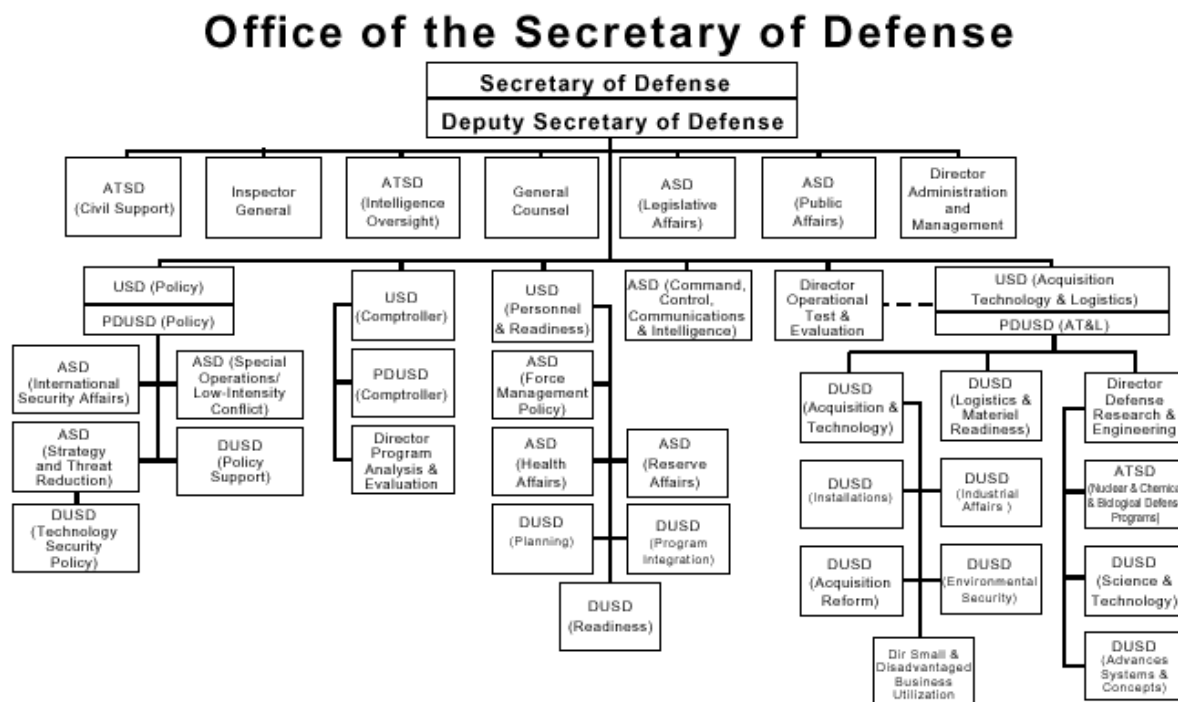 Office of the Secretary of Defense
Secretary of Defense
Deputy Secretary of Defense
ATSD
(Civil Support)
Inspector
General
ATSD
(Intelligence
Oversight)
General
Counsel
ASD
(Legislative
Affairs)
ASD
(Public
Affairs)
Director
Administration
and
Management
USD (Policy)
PDUSD (Policy)
USD
(Comptroller)
USD
(Personnel
& Readiness)
ASD (Command,
Control,
Communications
& Intelligence)
Director
Operational
Test &
Evaluation
USD (Acquisition
Technology & Logistics)
PDUSD (AT&L)
ASD
(International
Security Affairs)
ASD (Special
Operations/
Low-Intensity
Conflict)
ASD
(Strategy
and Threat
Reduction)
DUSD
(Policy
Support)
DUSD
(Technology
Security
Policy)
PDUSD
(Comptroller)
Director
Program
Analysis &
Evaluation
ASD
(Force
Management
Policy)
ASD
(Health
Affairs)
ASD
(Reserve
Affairs)
DUSD
(Planning)
DUSD
(Program
Integration)
DUSD
(Readiness)
DUSD
(Acquisition &
Technology)
DUSD
(Logistics &
Materiel
Readiness)
Director
Defense
Research &
Engineering
DUSD
(Installations)
DUSD
(Industrial
Affairs )
ATSD
(Nuclear & Chemical
& Biological Defense
Programs)
DUSD
(Acquisition
Reform)
DUSD
(Environmental
Security)
DUSD
(Science &
Technology)
Dir Small &
Disadvantaged
Business
Utilization
DUSD
(Advances
Systems &
Concepts)